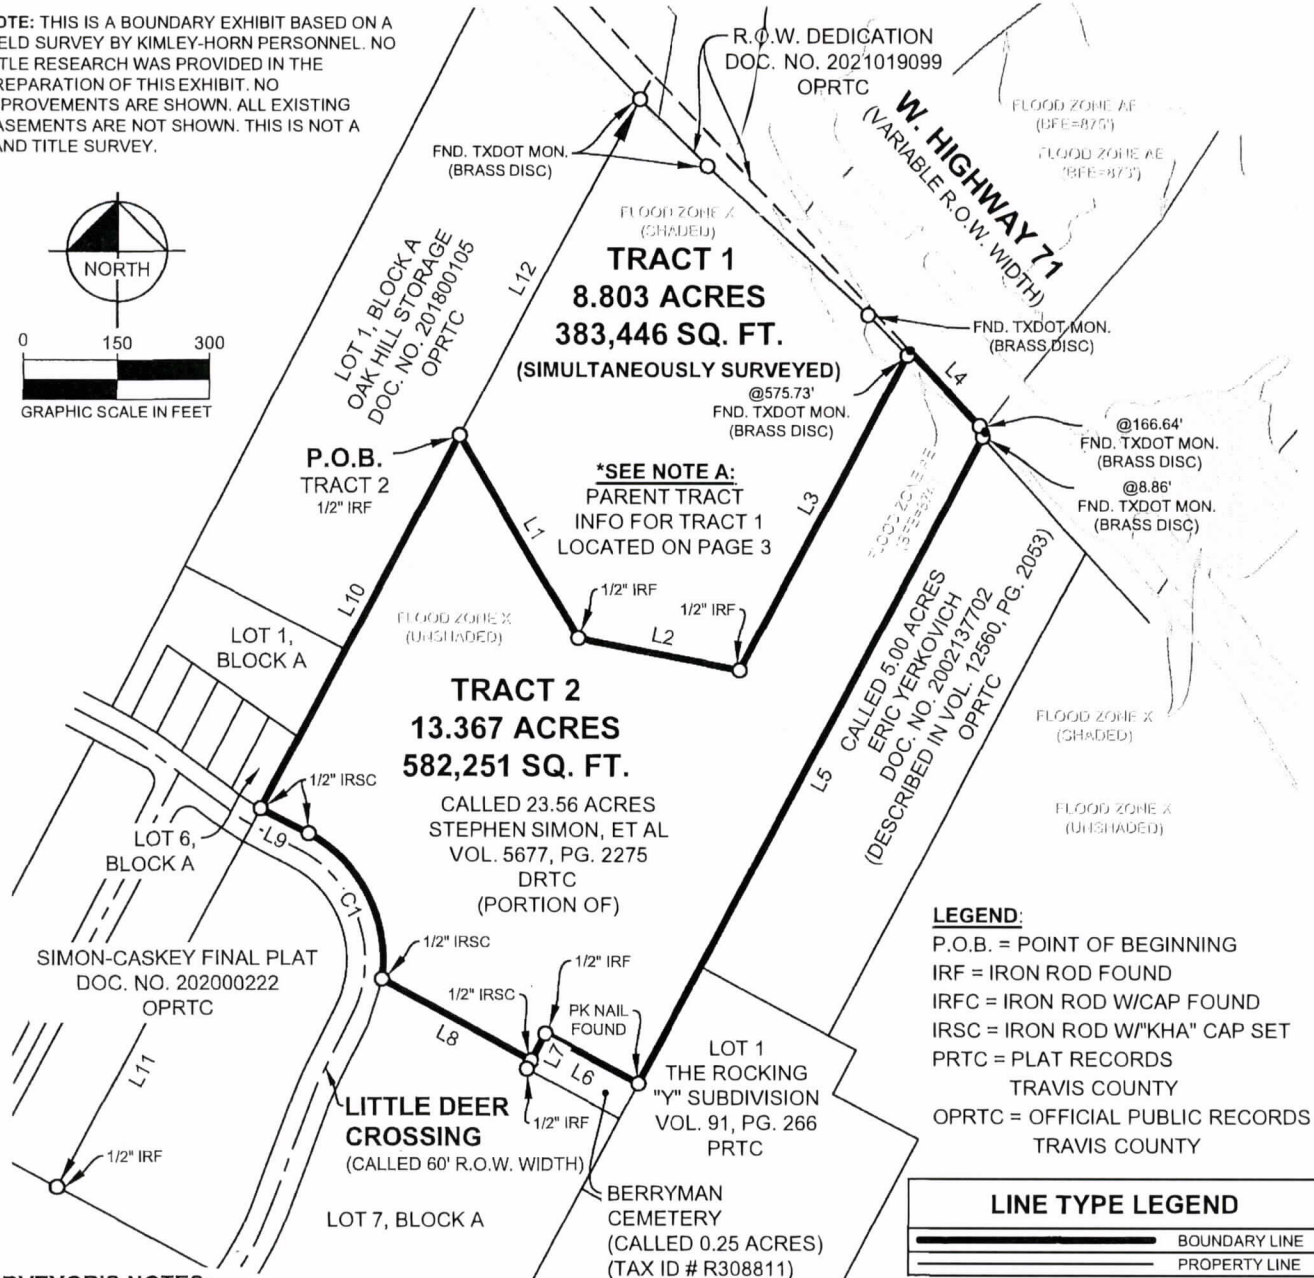 OTE: THIS IS A BOUNDARY EXHIBIT BASED ON A
ELD SURVEY BY KIMLEY-HORN PERSONNEL. NO
TLE RESEARCH WAS PROVIDED IN THE
REPARATION OF THIS EXHIBIT. NO
PROVEMENTS ARE SHOWN. ALL EXISTING
ASEMENTS ARE NOT SHOWN. THIS IS NOT A
AND TITLE SURVEY.
NORTH
0 150 300
GRAPHIC SCALE IN FEET
R.O.W. DEDICATION
DOC. NO. 2021019099
OPRTC
W. HIGHWAY 71
(VARIABLE R.O.W. WIDTH)
FLOOD ZONE AE
(BFE=875')
FLOOD ZONE AE
(BFE=873')
FND. TXDOT MON.
(BRASS DISC)
FLOOD ZONE X
(SHADED)
LOT 1, BLOCK A
OAK HILL STORAGE
DOC. NO. 201800105
OPRTC
L12
TRACT 1
8.803 ACRES
383,446 SQ. FT.
(SIMULTANEOUSLY SURVEYED)
@575.73'
FND. TXDOT MON.
(BRASS DISC)
FND. TXDOT MON.
(BRASS DISC)
L4
@166.64'
FND. TXDOT MON.
(BRASS DISC)
@8.86'
FND. TXDOT MON.
(BRASS DISC)
P.O.B.
TRACT 2
1/2" IRF
*SEE NOTE A:
PARENT TRACT
INFO FOR TRACT 1
LOCATED ON PAGE 3
L1
L3
FLOOD ZONE AE
L10
1/2" IRF
1/2" IRF
L2
FLOOD ZONE X
(UNSHADED)
LOT 1,
BLOCK A
TRACT 2
13.367 ACRES
582,251 SQ. FT.
CALLED 23.56 ACRES
STEPHEN SIMON, ET AL
VOL. 5677, PG. 2275
DRTC
(PORTION OF)
L5
CALLED 5.00 ACRES
ERIC YERKOVICH
DOC. NO. 2002137702
(DESCRIBED IN VOL. 12560, PG. 2053)
OPRTC
FLOOD ZONE X
(SHADED)
FLOOD ZONE X
(UNSHADED)
1/2" IRSC
LOT 6,
BLOCK A
L9
C1
SIMON-CASKEY FINAL PLAT
DOC. NO. 202000222
OPRTC
1/2" IRSC
1/2" IRF
1/2" IRSC
PK NAIL
FOUND
L8
L7
L6
1/2" IRF
L11
1/2" IRF
LITTLE DEER
CROSSING
(CALLED 60' R.O.W. WIDTH)
LOT 7, BLOCK A
LOT 1
THE ROCKING
"Y" SUBDIVISION
VOL. 91, PG. 266
PRTC
BERRYMAN
CEMETERY
(CALLED 0.25 ACRES)
(TAX ID # R308811)
LEGEND:
P.O.B. = POINT OF BEGINNING
IRF = IRON ROD FOUND
IRFC = IRON ROD W/CAP FOUND
IRSC = IRON ROD W/"KHA" CAP SET
PRTC = PLAT RECORDS
TRAVIS COUNTY
OPRTC = OFFICIAL PUBLIC RECORDS
TRAVIS COUNTY
LINE TYPE LEGEND
BOUNDARY LINE
PROPERTY LINE